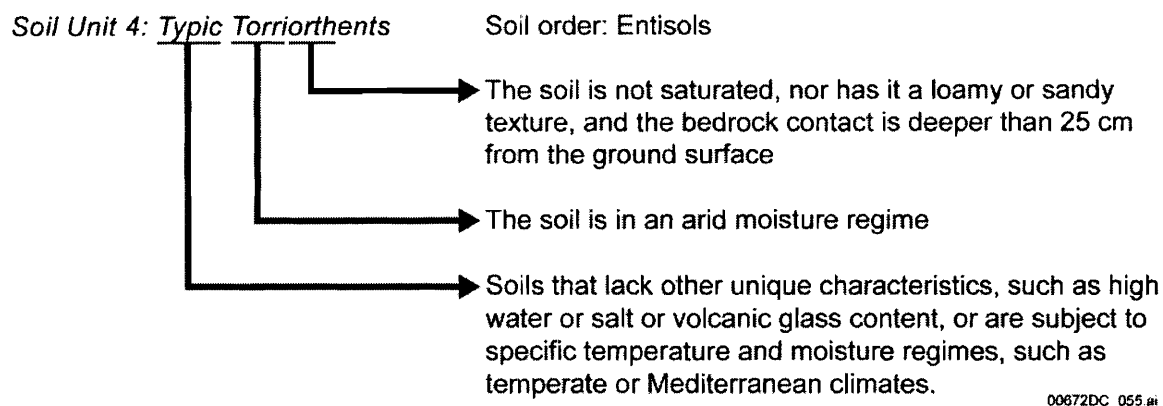 Soil Unit 4: Typic Torriorthents Soil order: Entisols
The soil is not saturated, nor has it a loamy or sandy
texture, and the bedrock contact is deeper than 25 cm
from the ground surface
The soil is in an arid moisture regime
Soils that lack other unique characteristics, such as high
water or salt or volcanic glass content, or are subject to
specific temperature and moisture regimes, such as
temperate or Mediterranean climates.
00672DC_055.ai